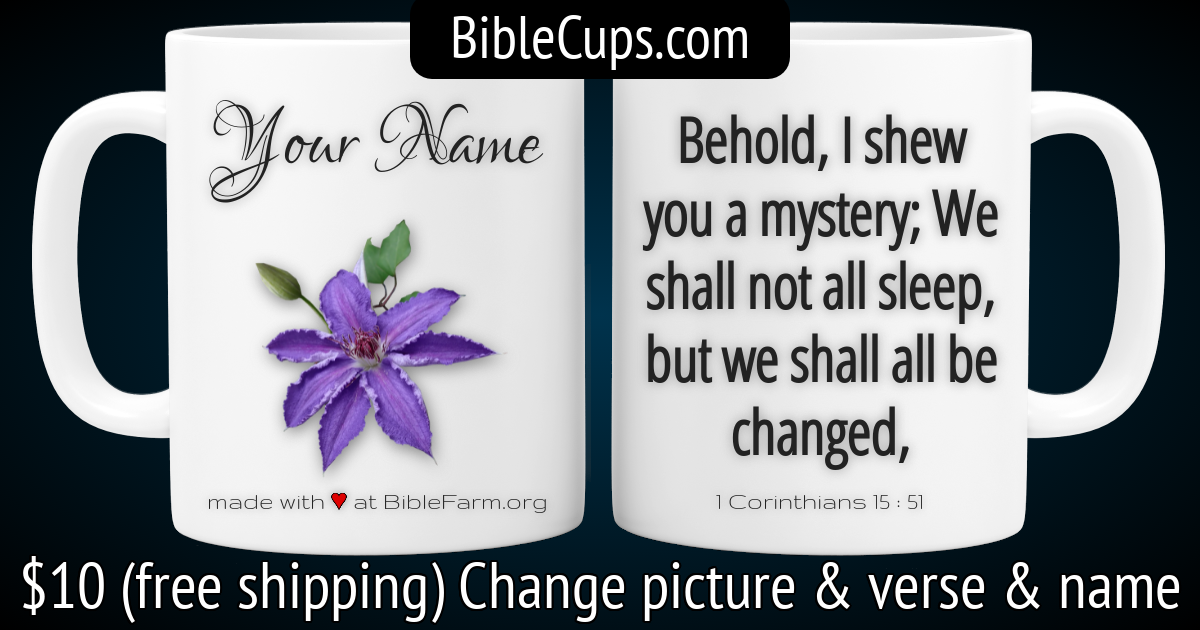 BibleCups.com
Your Name
made with ♥ at BibleFarm.org
Behold, I shew
you a mystery; We
shall not all sleep,
but we shall all be
changed,
1 Corinthians 15 : 51
$10 (free shipping) Change picture & verse & name